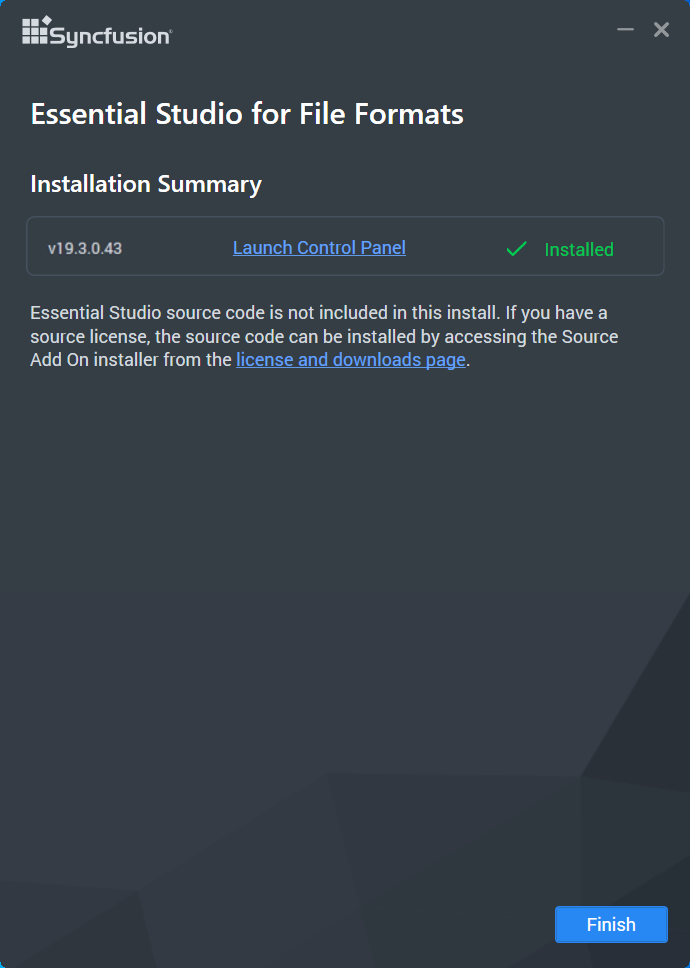 Syncfusion
Essential Studio for File Formats
Installation Summary
v19.3.0.43 Launch Control Panel Installed
Essential Studio source code is not included in this install. If you have a
source license, the source code can be installed by accessing the Source
Add On installer from the license and downloads page.
Finish